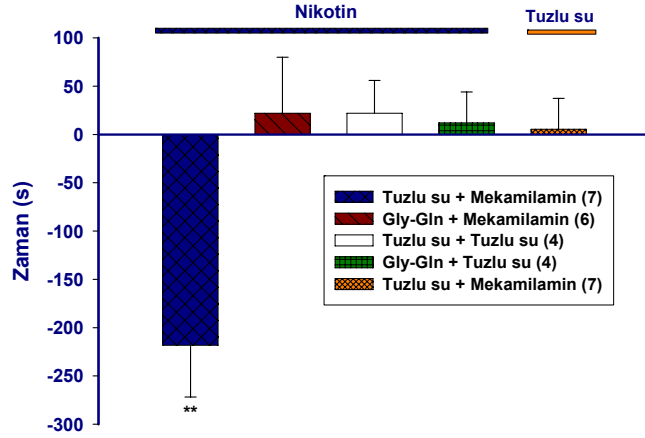 Nikotin Tuzlu su
100
50
0
-50
-100
-150
-200
-250
-300
Zaman (s)
Tuzlu su + Mekamilamin (7)
Gly-Gln + Mekamilamin (6)
Tuzlu su + Tuzlu su (4)
Gly-Gln + Tuzlu su (4)
Tuzlu su + Mekamilamin (7)
**